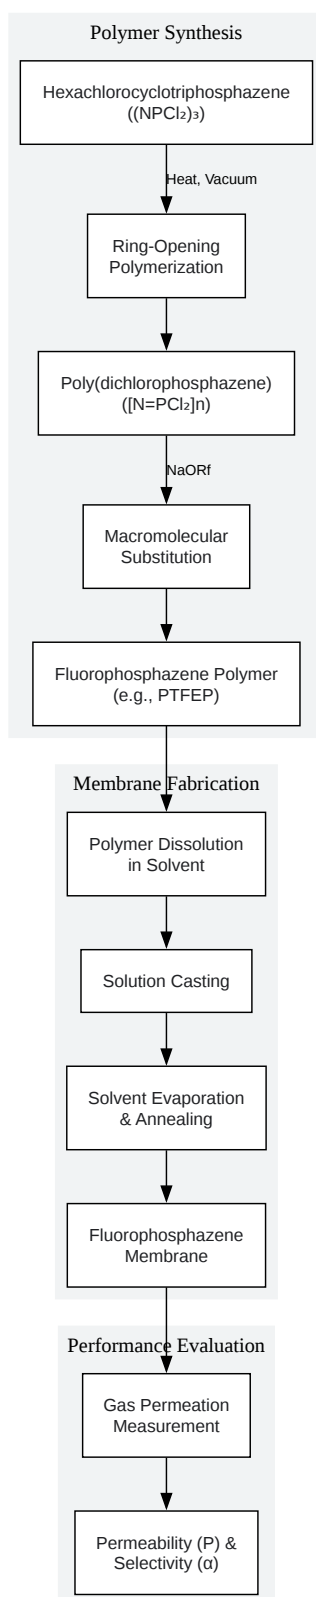 Polymer Synthesis
Hexachlorocyclotriphosphazene
((NPCl₂)₃)
Heat, Vacuum
Ring-Opening
Polymerization
Poly(dichlorophosphazene)
([N=PCl₂]n)
NaORf
Macromolecular
Substitution
Fluorophosphazene Polymer
(e.g., PTFEP)
Membrane Fabrication
Polymer Dissolution
in Solvent
Solution Casting
Solvent Evaporation
& Annealing
Fluorophosphazene
Membrane
Performance Evaluation
Gas Permeation
Measurement
Permeability (P) &
Selectivity (α)